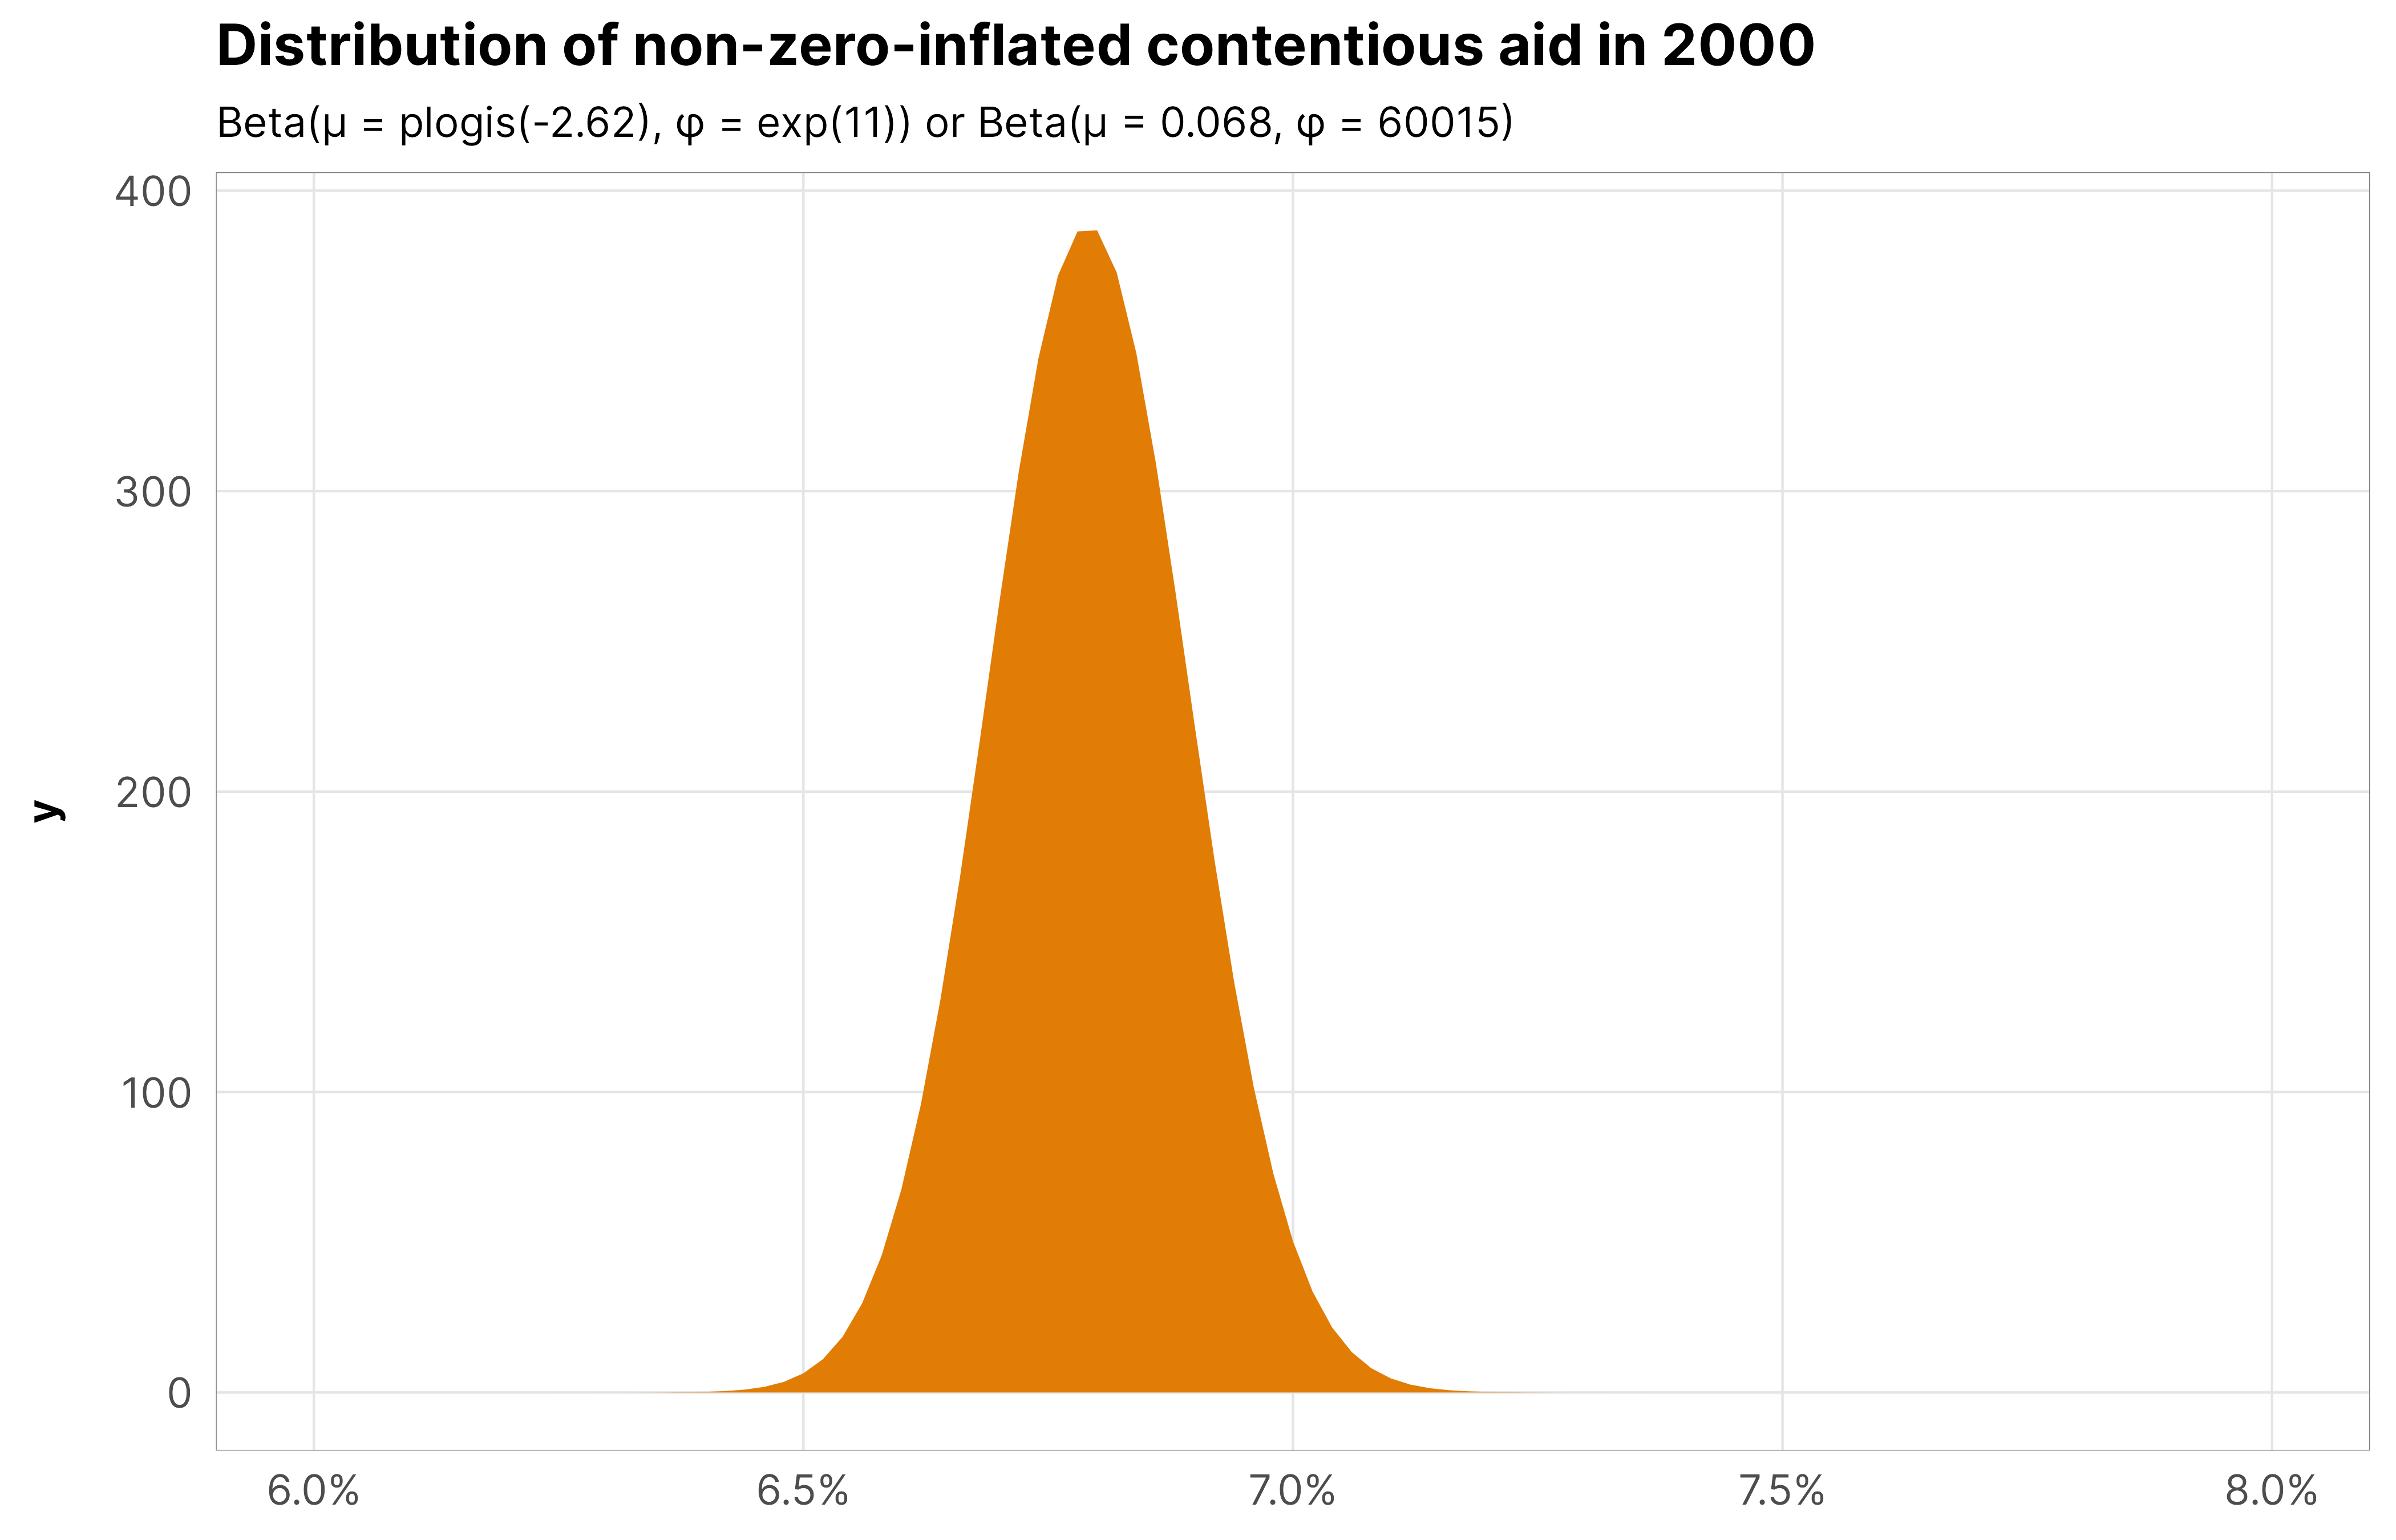 Distribution of non-zero-inflated contentious aid in 2000
Beta(μ = plogis(-2.62), φ = exp(11)) or Beta(μ = 0.068, φ = 60015)
400
300
200
100
0
y
6.0% 6.5% 7.0% 7.5% 8.0%